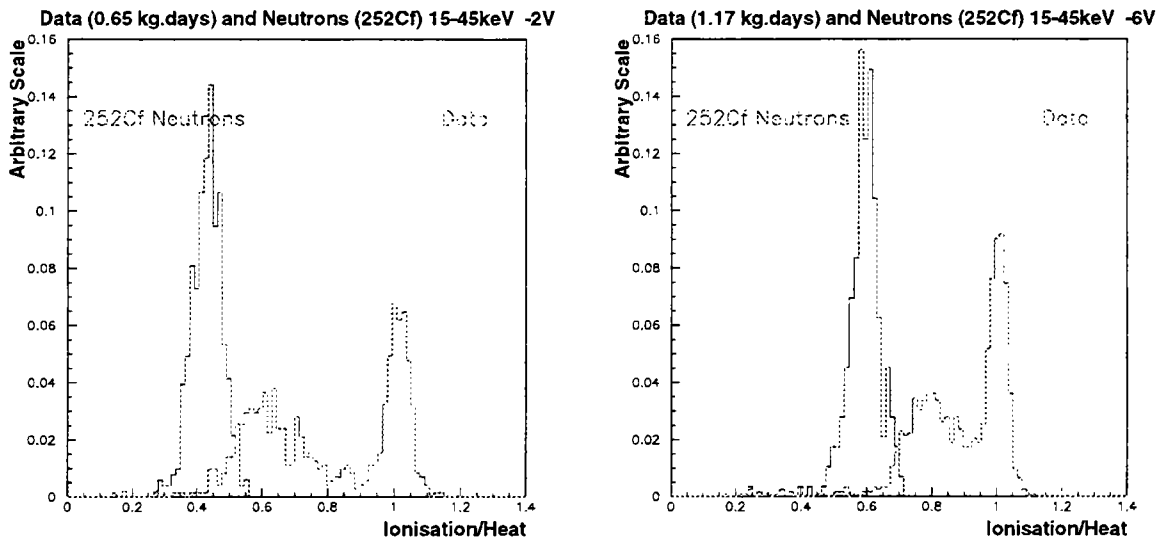 Data (0.65 kg.days) and Neutrons (252Cf) 15-45keV -2V
Arbitrary Scale
0.16
0.14
0.12
0.1
0.08
0.06
0.04
0.02
0
252Cf Neutrons
Data
0 0.2 0.4 0.6 0.8 1 1.2 1.4
Ionisation/Heat
Data (1.17 kg.days) and Neutrons (252Cf) 15-45keV -6V
Arbitrary Scale
0.16
0.14
0.12
0.1
0.08
0.06
0.04
0.02
0
252Cf Neutrons
Data
0 0.2 0.4 0.6 0.8 1 1.2 1.4
Ionisation/Heat